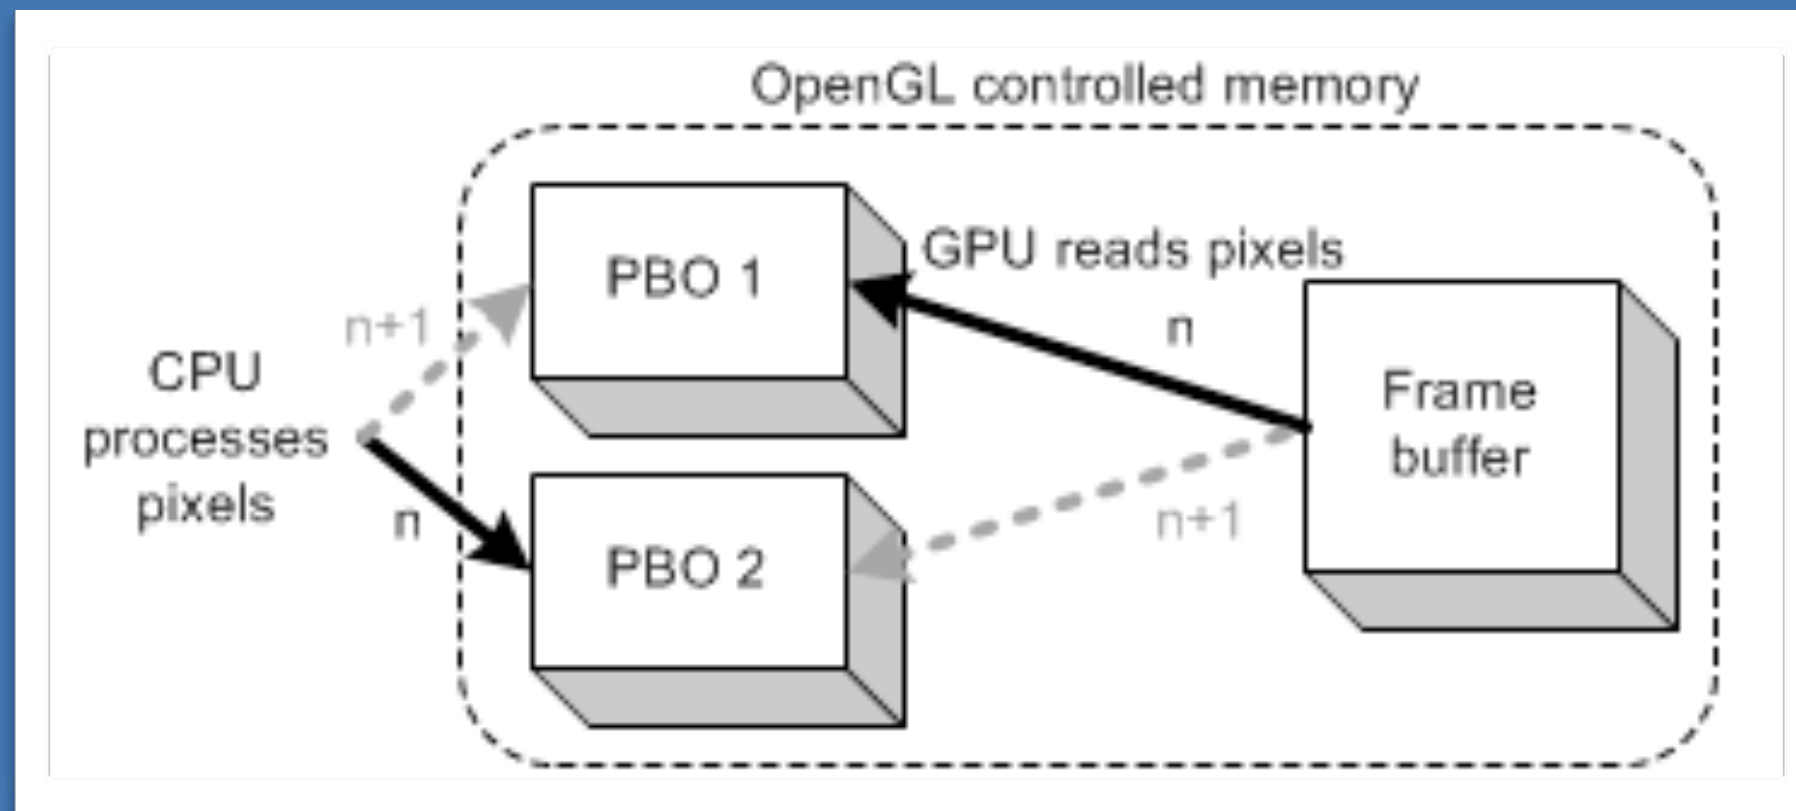 OpenGL controlled memory
PBO 1
GPU reads pixels
n+1
n
CPU
processes
pixels
Frame
buffer
n
n+1
PBO 2